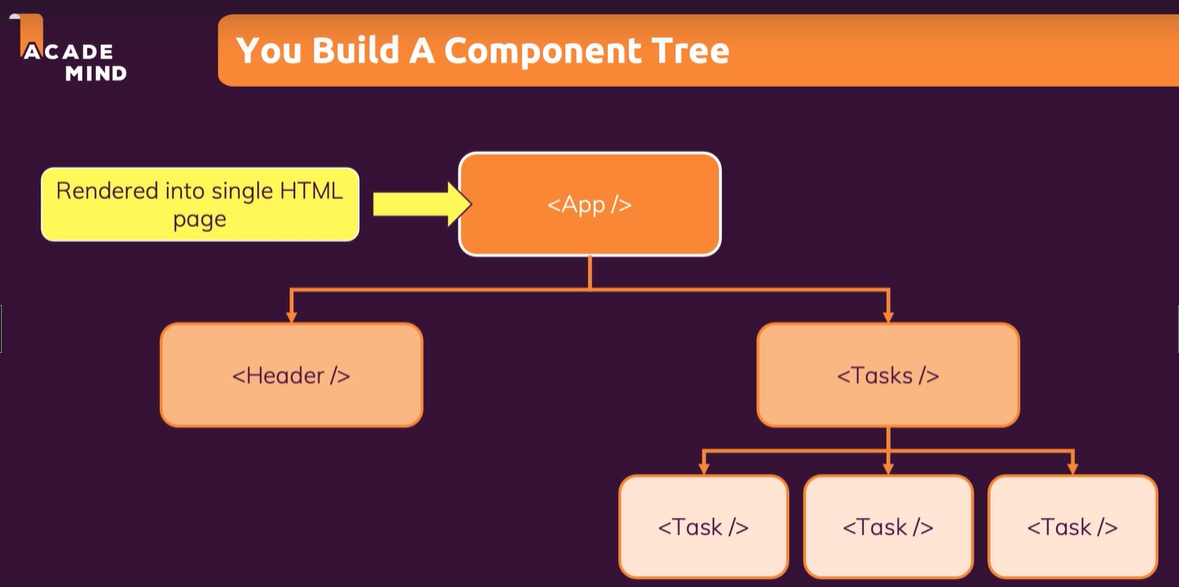 ACADE
MIND
You Build A Component Tree
Rendered into single HTML
page
<App />
<Header />
<Tasks />
<Task />
<Task />
<Task />